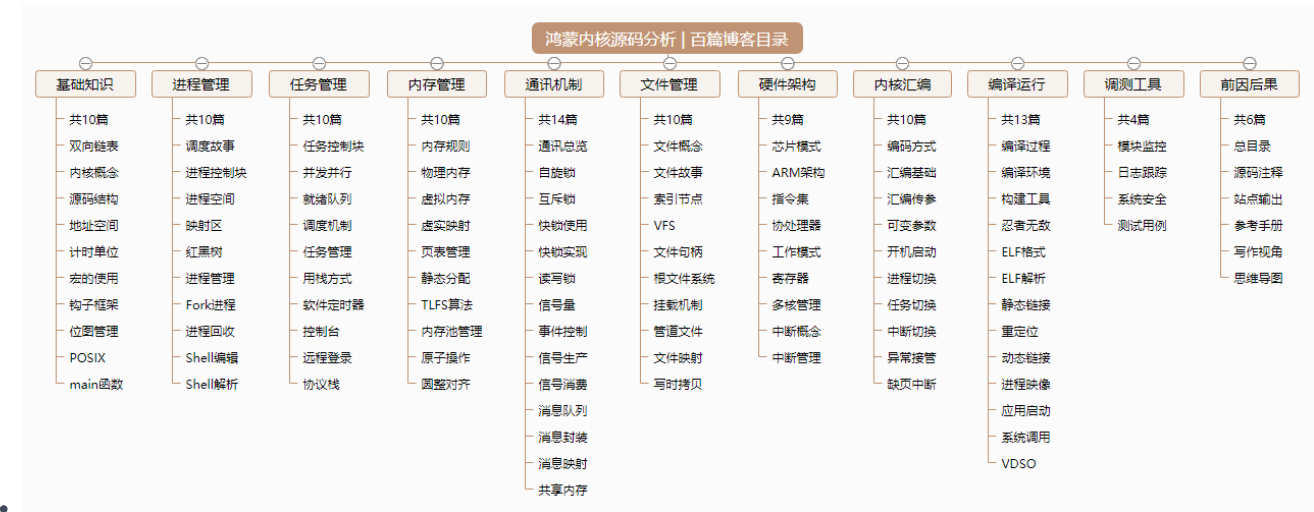 鸿蒙内核源码分析 | 百篇博客目录
基础知识
共10篇
双向链表
内核概念
源码结构
地址空间
计时单位
宏的使用
钩子框架
位图管理
POSIX
main函数
进程管理
共10篇
调度故事
进程控制块
进程空间
映射区
红黑树
进程管理
Fork进程
进程回收
Shell编辑
Shell解析
任务管理
共10篇
任务控制块
并发并行
就绪队列
调度机制
任务管理
用栈方式
软件定时器
控制台
远程登录
协议栈
内存管理
共10篇
内存规则
物理内存
虚拟内存
虚实映射
页表管理
静态分配
TLFS算法
内存池管理
原子操作
圆整对齐
通讯机制
共14篇
通讯总览
自旋锁
互斥锁
快锁使用
快锁实现
读写锁
信号量
事件控制
信号生产
信号消费
消息队列
消息封装
消息映射
共享内存
文件管理
共10篇
文件概念
文件故事
索引节点
VFS
文件句柄
根文件系统
挂载机制
管道文件
文件映射
写时拷贝
硬件架构
共9篇
芯片模式
ARM架构
指令集
协处理器
工作模式
寄存器
多核管理
中断概念
中断管理
内核汇编
共10篇
编码方式
汇编基础
汇编传参
可变参数
开机启动
进程切换
任务切换
中断切换
异常接管
缺页中断
编译运行
共13篇
编译过程
编译环境
构建工具
忍者无敌
ELF格式
ELF解析
静态链接
重定位
动态链接
进程映像
应用启动
系统调用
VDSO
调测工具
共4篇
模块监控
日志跟踪
系统安全
测试用例
前因后果
共6篇
总目录
源码注释
站点输出
参考手册
写作视角
思维导图